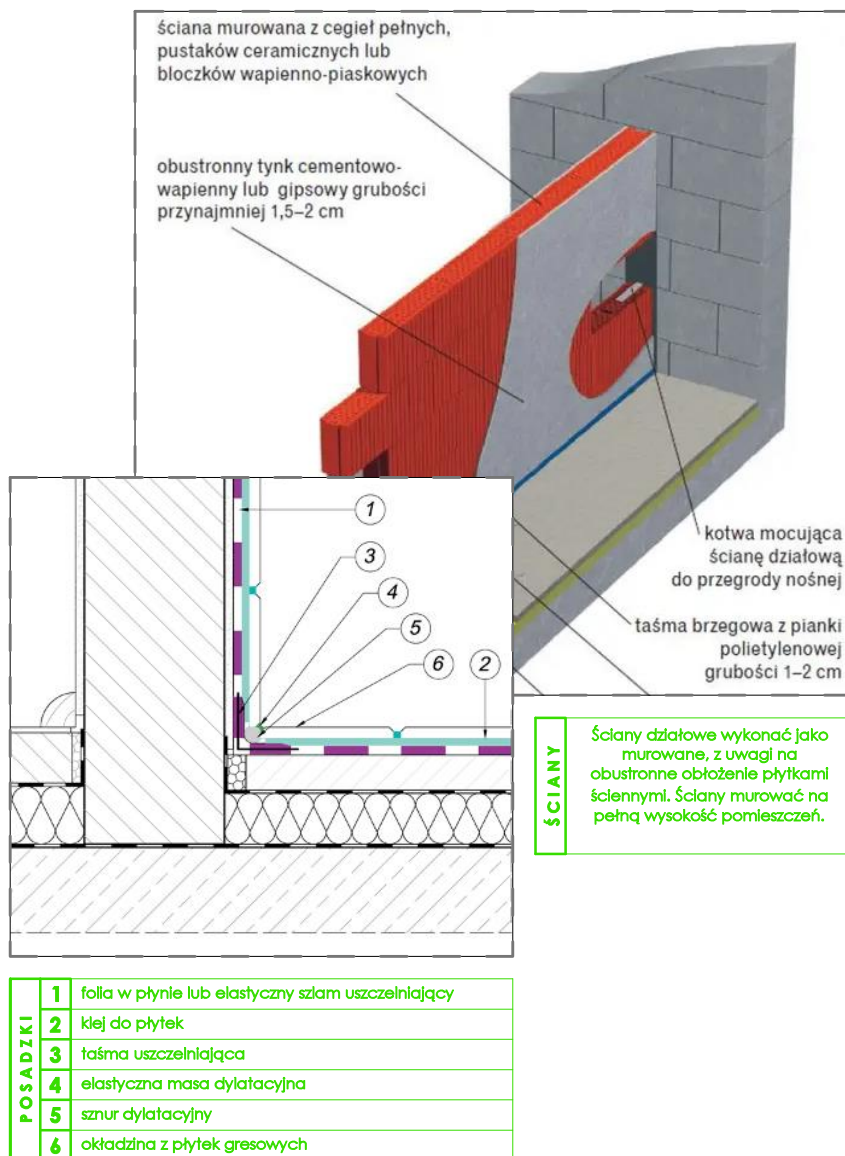 ściana murowana z cegieł pełnych,
pustaków ceramicznych lub
bloczków wapienno-piaskowych
obustronny tynk cementowo-
wapienny lub gipsowy grubości
przynajmniej 1,5–2 cm
kotwa mocująca
ścianę działową
do przegrody nośnej
taśma brzegowa z pianki
polietylenowej
grubości 1–2 cm
1
3
4
5
6
2
ŚCIANY
Ściany działowe wykonać jako
murowane, z uwagi na
obustronne obłożenie płytkami
ściennymi. Ściany murować na
pełną wysokość pomieszczeń.
POSADZKI
1 folia w płynie lub elastyczny szlam uszczelniający
2 klej do płytek
3 taśma uszczelniająca
4 elastyczna masa dylatacyjna
5 sznur dylatacyjny
6 okładzina z płytek gresowych